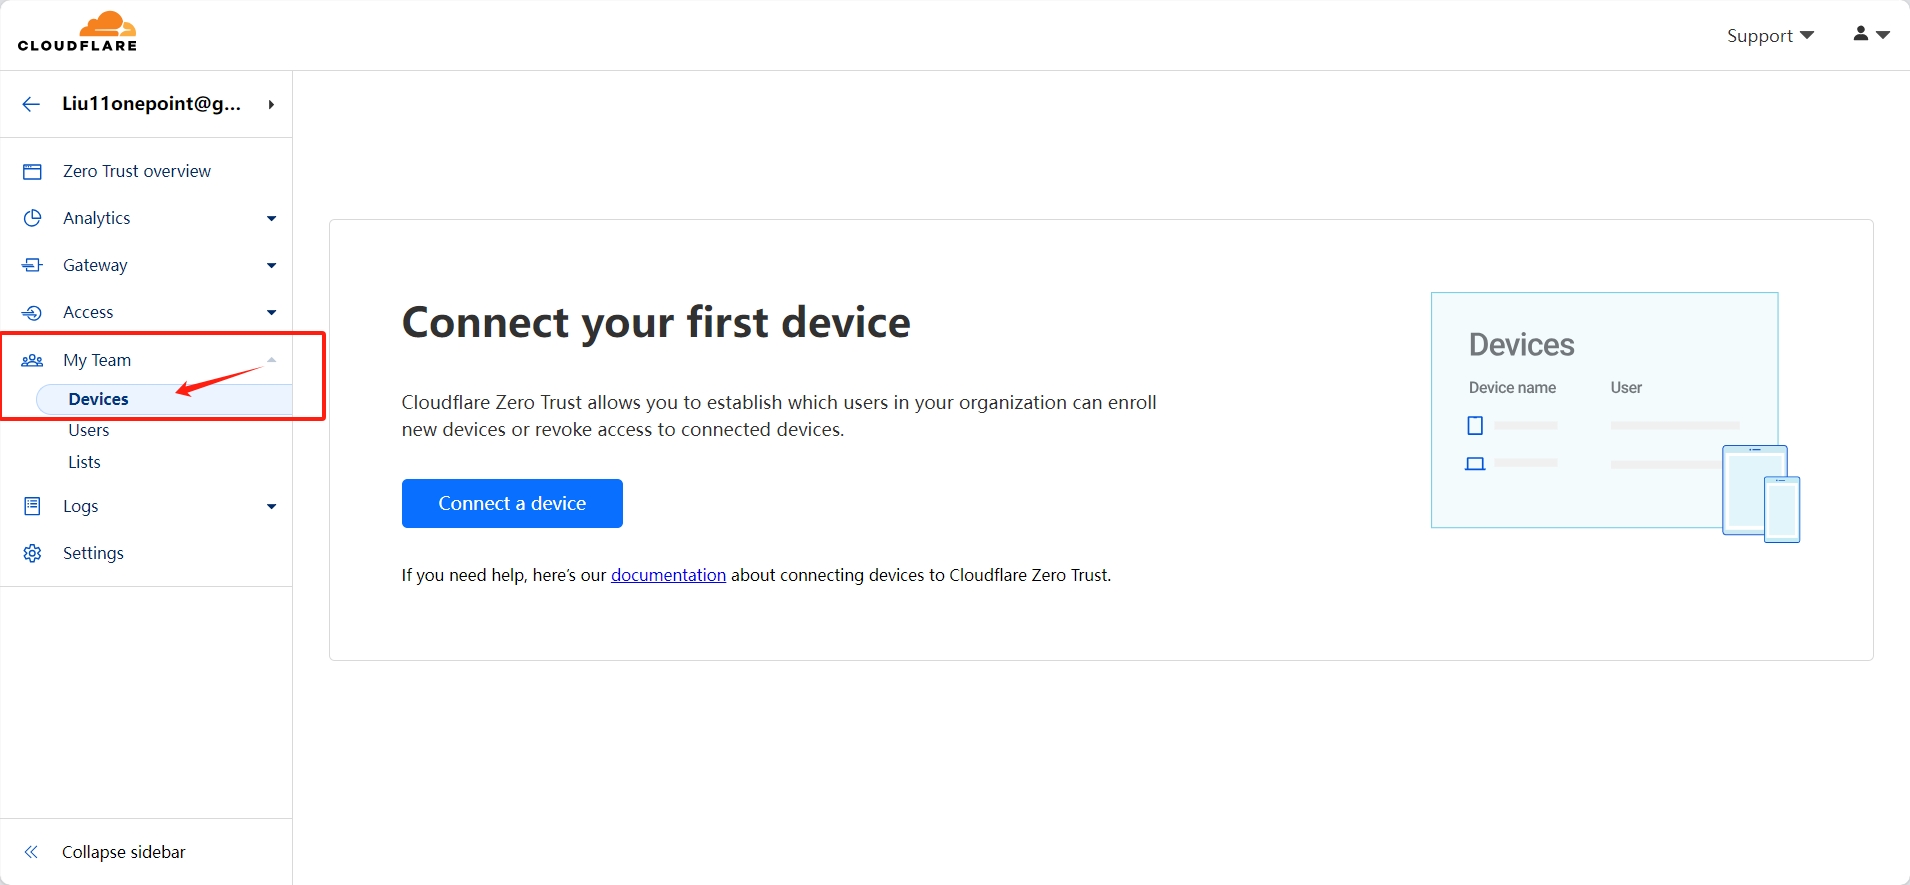 CLOUDFLARE
Support
Liu11onepoint@g...
Zero Trust overview
Analytics
Gateway
Access
My Team
Devices
Users
Lists
Logs
Settings
Collapse sidebar
Connect your first device
Cloudflare Zero Trust allows you to establish which users in your organization can enroll
new devices or revoke access to connected devices.
Connect a device
If you need help, here's our documentation about connecting devices to Cloudflare Zero Trust.
Devices
Device name User